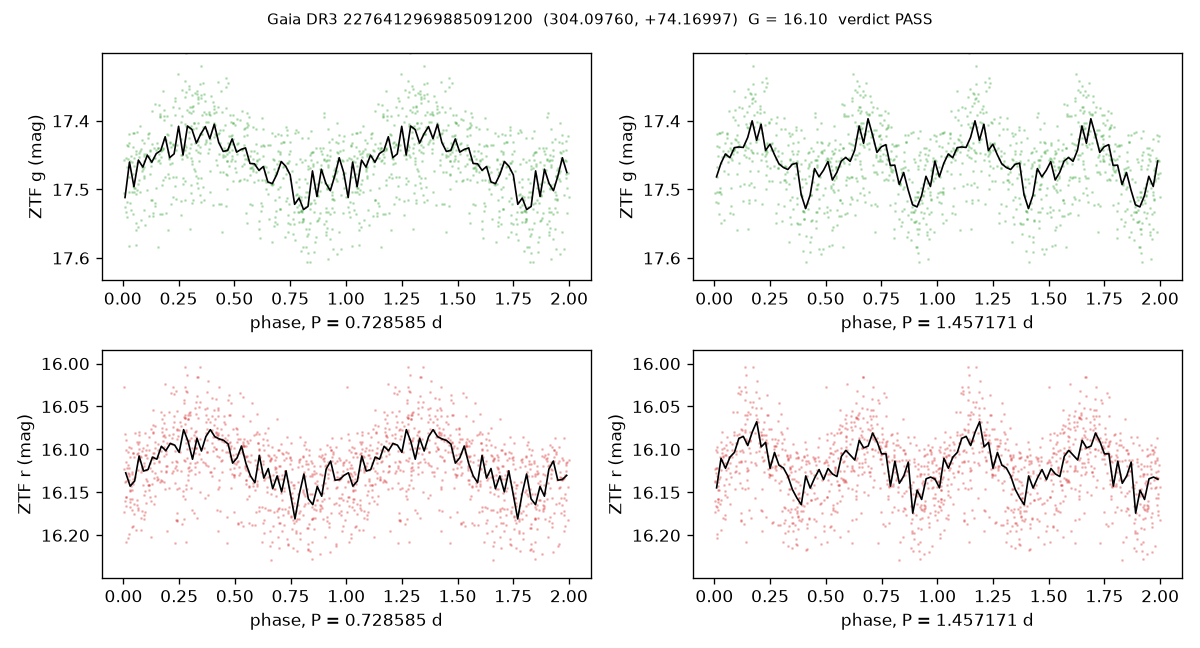 Gaia DR3 2276412969885091200  (304.09760, +74.16997)  G = 16.10  verdict PASS
ZTF g (mag)
17.4
17.5
17.6
0.00 0.25 0.50 0.75 1.00 1.25 1.50 1.75 2.00
phase, P = 0.728585 d
ZTF g (mag)
17.4
17.5
17.6
0.00 0.25 0.50 0.75 1.00 1.25 1.50 1.75 2.00
phase, P = 1.457171 d
ZTF r (mag)
16.00
16.05
16.10
16.15
16.20
0.00 0.25 0.50 0.75 1.00 1.25 1.50 1.75 2.00
phase, P = 0.728585 d
ZTF r (mag)
16.00
16.05
16.10
16.15
16.20
0.00 0.25 0.50 0.75 1.00 1.25 1.50 1.75 2.00
phase, P = 1.457171 d